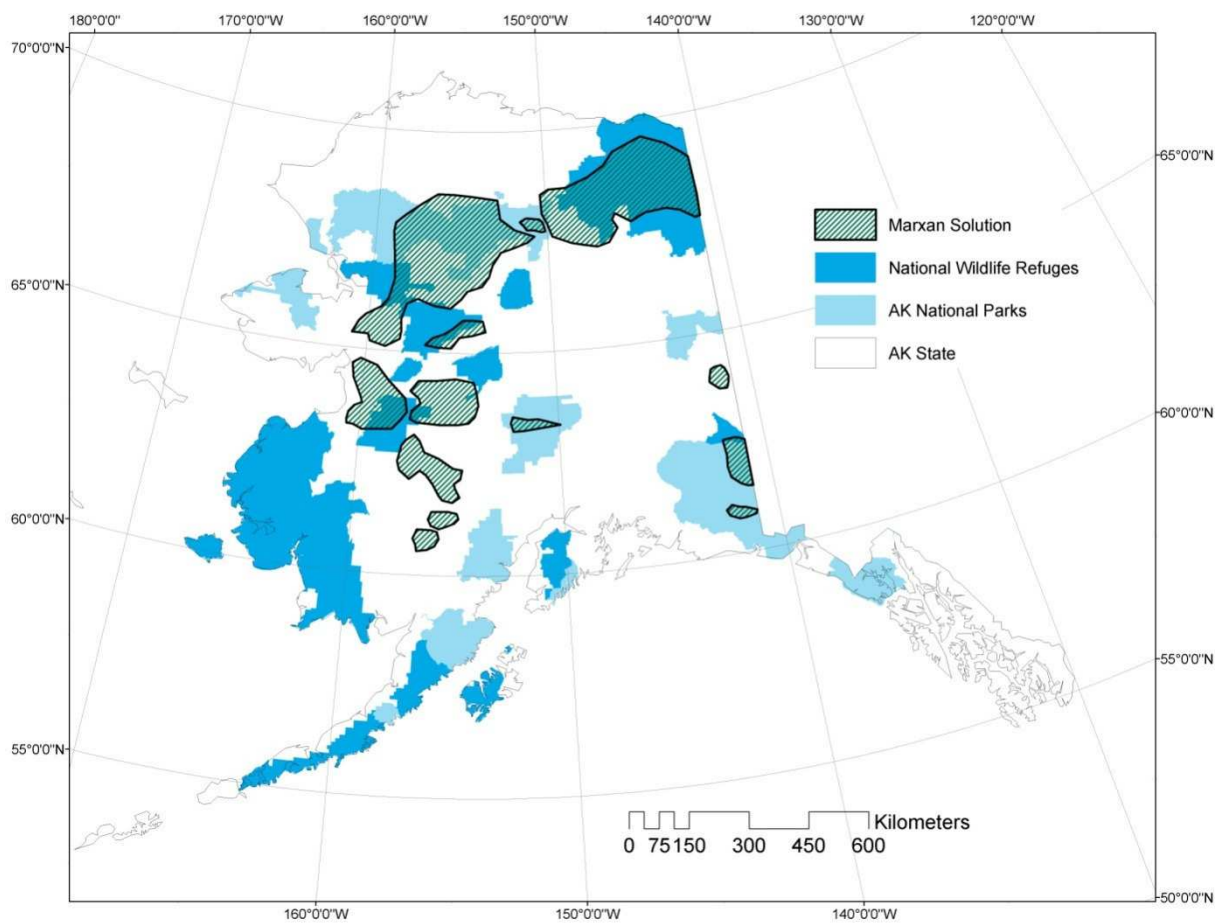 180°0'0"W 170°0'0"W 160°0'0"W 150°0'0"W 140°0'0"W 130°0'0"W 120°0'0"W
70°0'0"N
65°0'0"N
65°0'0"N
60°0'0"N
60°0'0"N
55°0'0"N
55°0'0"N
50°0'0"N
Marxan Solution
National Wildlife Refuges
AK National Parks
AK State
Kilometers
0 75 150 300 450 600
160°0'0"W 150°0'0"W 140°0'0"W